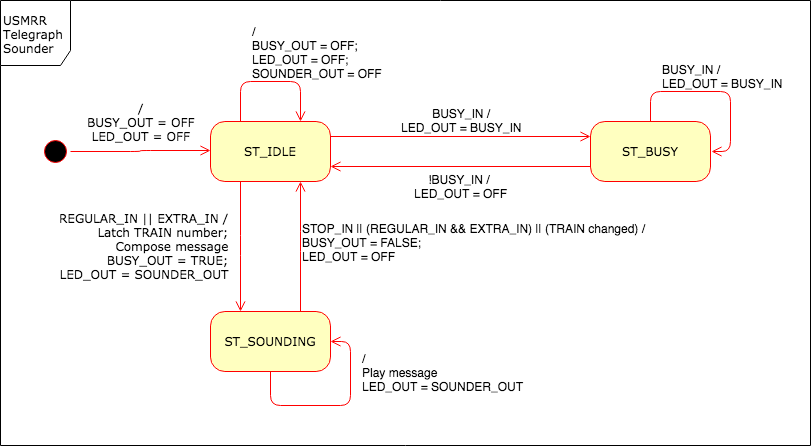 USMRR
Telegraph
Sounder
/
BUSY_OUT = OFF;
LED_OUT = OFF;
SOUNDER_OUT = OFF
/
BUSY_OUT = OFF
LED_OUT = OFF
ST_IDLE
BUSY_IN /
LED_OUT = BUSY_IN
BUSY_IN /
LED_OUT = BUSY_IN
ST_BUSY
!BUSY_IN /
LED_OUT = OFF
REGULAR_IN || EXTRA_IN /
Latch TRAIN number;
Compose message
BUSY_OUT = TRUE;
LED_OUT = SOUNDER_OUT
STOP_IN || (REGULAR_IN && EXTRA_IN) || (TRAIN changed) /
BUSY_OUT = FALSE;
LED_OUT = OFF
ST_SOUNDING
/
Play message
LED_OUT = SOUNDER_OUT